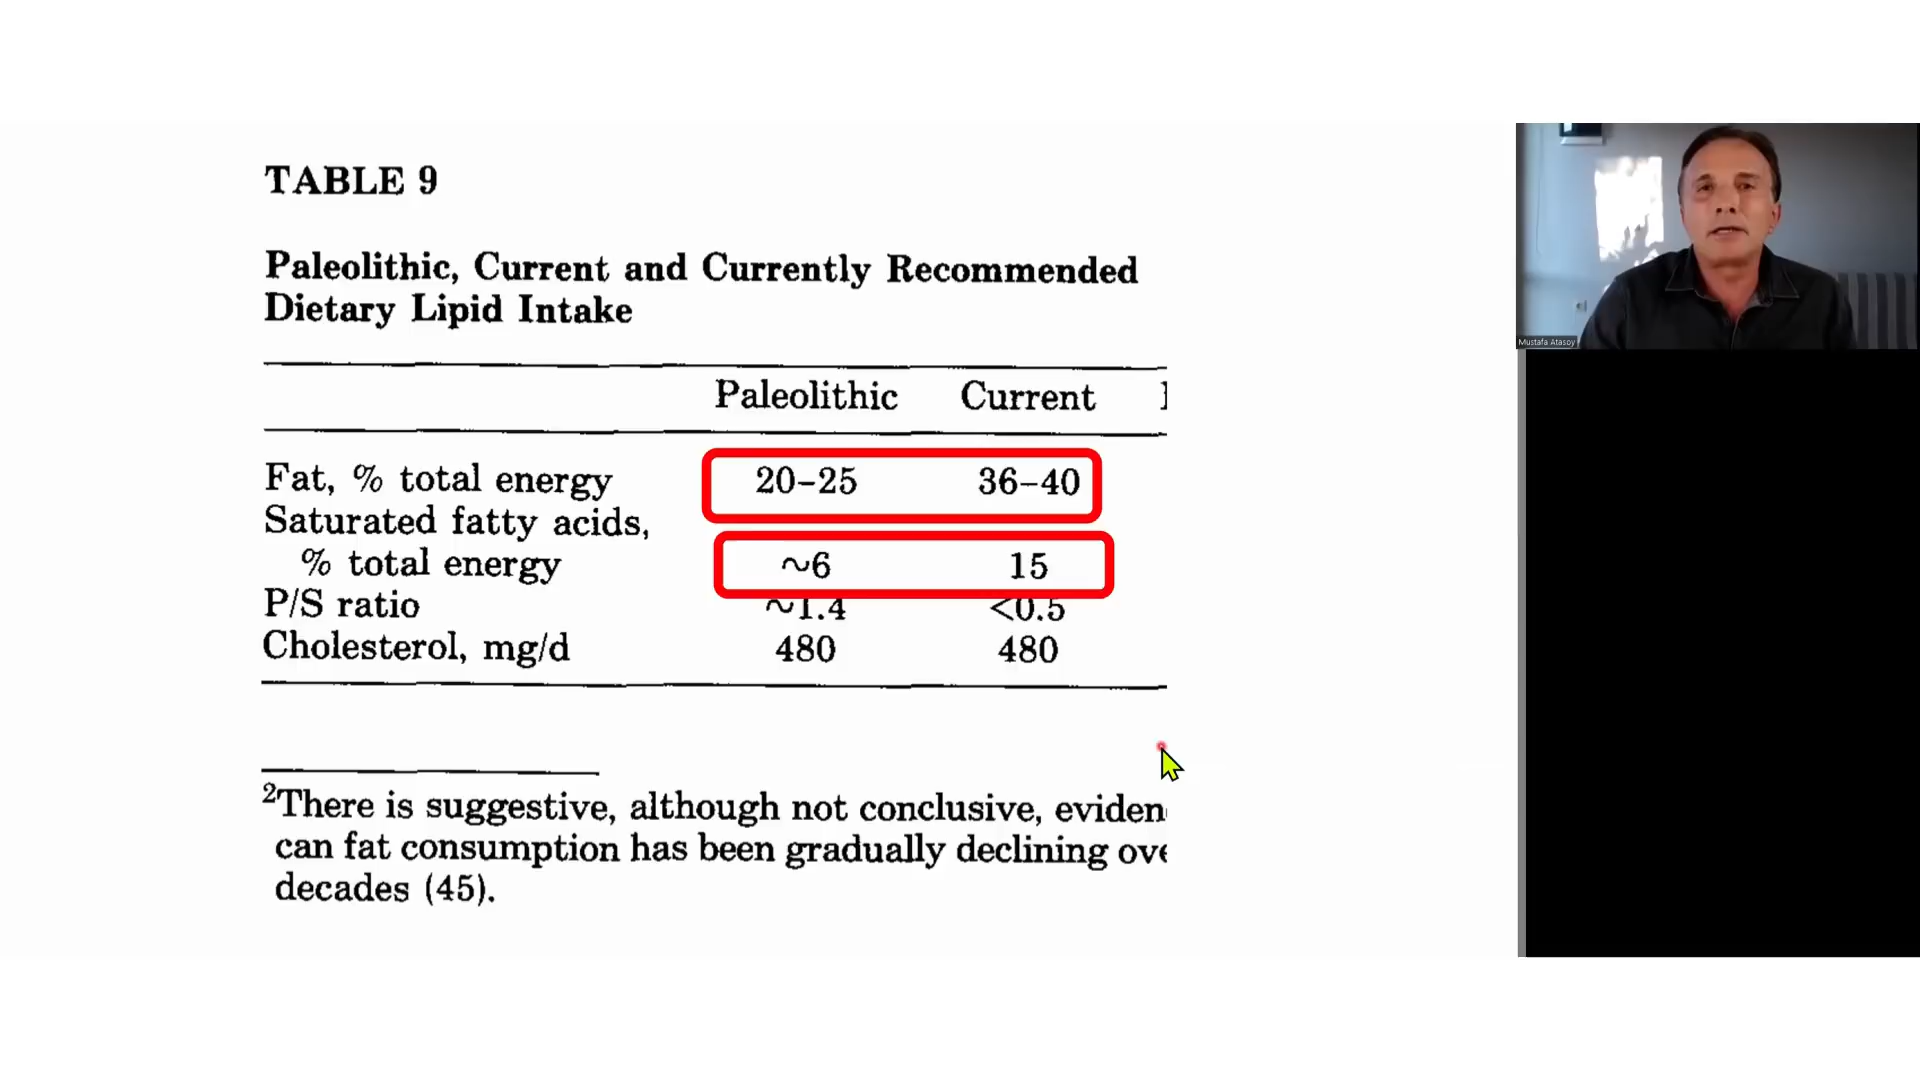 TABLE 9
Paleolithic, Current and Currently Recommended
Dietary Lipid Intake
Paleolithic Current
Fat, % total energy 20–25 36–40
Saturated fatty acids,
% total energy ~6 15
P/S ratio ~1.4 <0.5
Cholesterol, mg/d 480 480
2There is suggestive, although not conclusive, eviden
can fat consumption has been gradually declining ove
decades (45).
Mustafa Atasoy